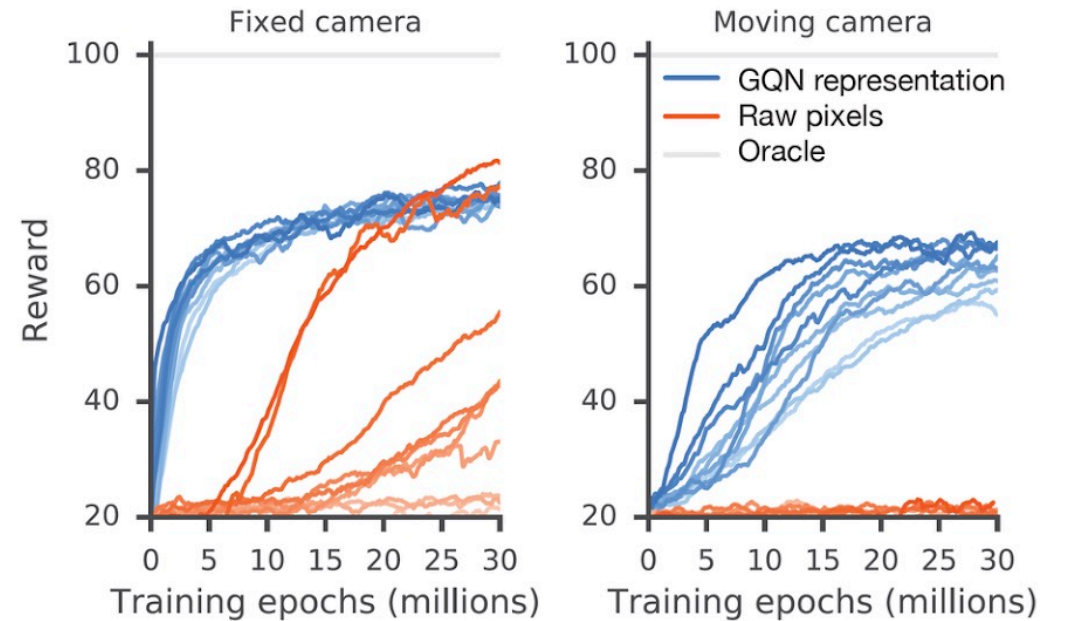 Fixed camera
Moving camera
Reward
100
80
60
40
20
0 5 10 15 20 25 30
Training epochs (millions)
100
80
60
40
20
0 5 10 15 20 25 30
Training epochs (millions)
GQN representation
Raw pixels
Oracle